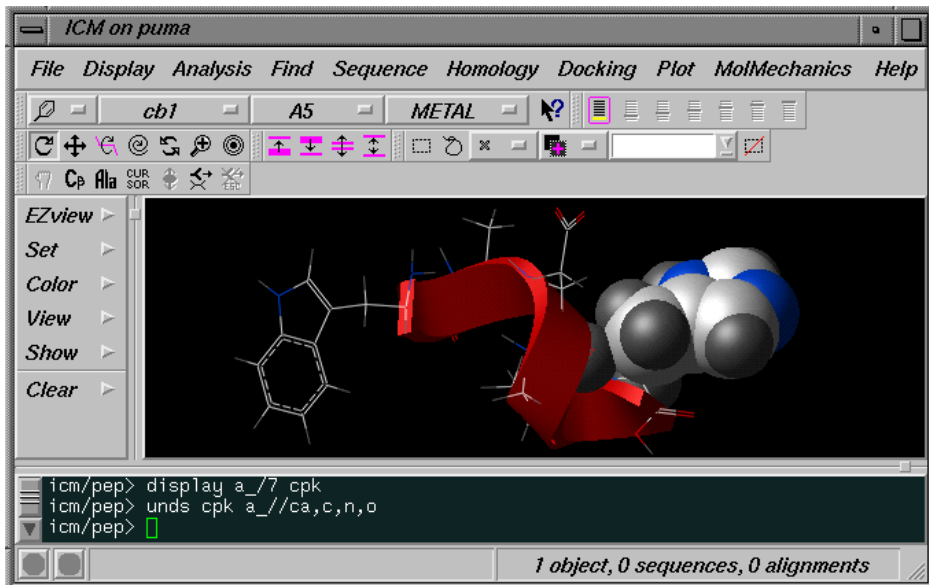 ICM on puma
File Display Analysis Find Sequence Homology Docking Plot MolMechanics Help
cb1 A5 METAL ?
Cβ Ala CUR SOR ESC
EZview
Set
Color
View
Show
Clear
icm/pep> display a_/7 cpk
icm/pep> unds cpk a_//ca,c,n,o
icm/pep>
1 object, 0 sequences, 0 alignments